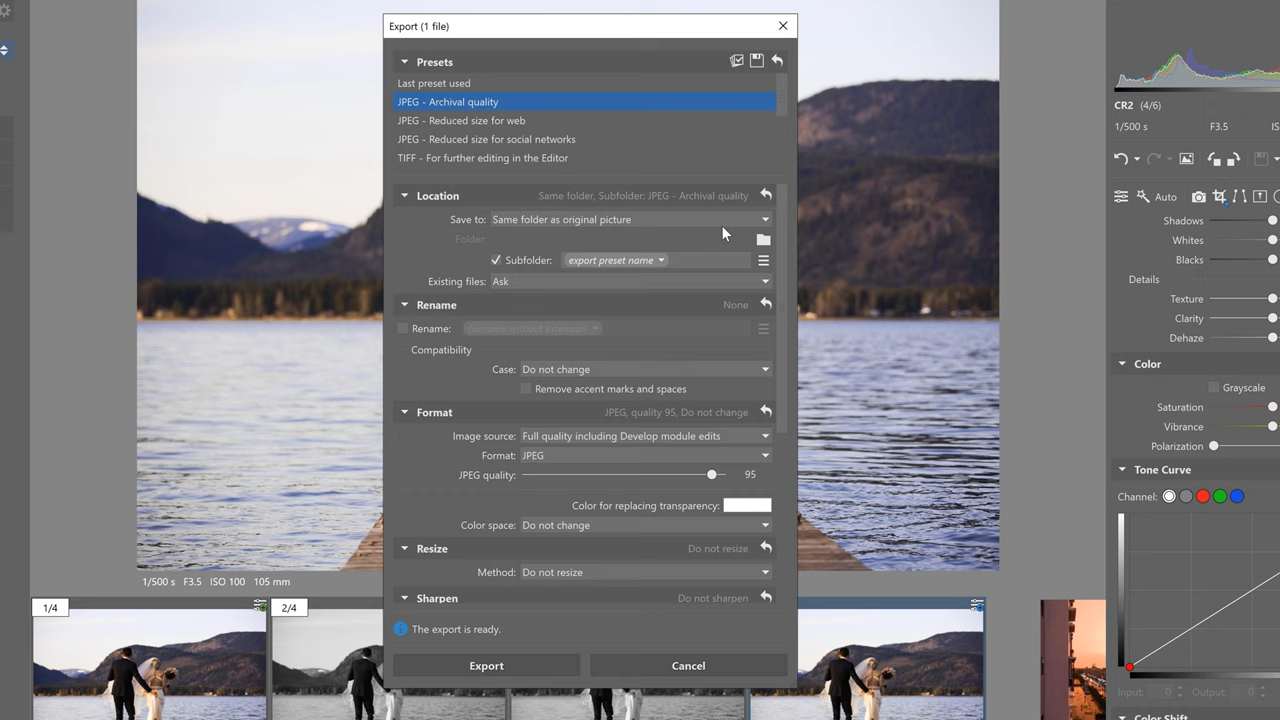 Export (1 file)
Presets
Last preset used
JPEG - Archival quality
JPEG - Reduced size for web
JPEG - Reduced size for social networks
TIFF - For further editing in the Editor
Location Same folder, Subfolder: JPEG - Archival quality
Save to: Same folder as original picture
Folder:
Subfolder: export preset name
Existing files: Ask
Rename None
Rename: filename without extention
Compatibility
Case: Do not change
Remove accent marks and spaces
Format JPEG, quality 95, Do not change
Image source: Full quality including Develop module edits
Format: JPEG
JPEG quality: 95
Color for replacing transparency:
Color space: Do not change
Resize Do not resize
Method: Do not resize
Sharpen Do not sharpen
The export is ready.
Export Cancel
1/500 s F3.5 ISO 100 105 mm
1/4
2/4
CR2 (4/6)
1/500 s F3.5 IS
Auto
Shadows
Whites
Blacks
Details
Texture
Clarity
Dehaze
Color
Grayscale
Saturation
Vibrance
Polarization
Tone Curve
Channel:
Input: 0 Output: 0
Color Shift